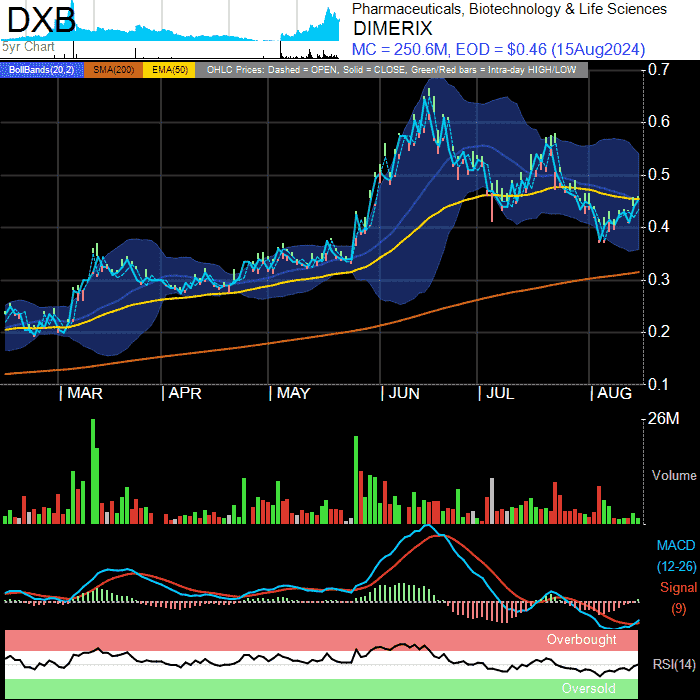 DXB
Pharmaceuticals, Biotechnology & Life Sciences
DIMERIX
5yr Chart
MC = 250.6M, EOD = $0.46 (15Aug2024)
BollBands(20,2) SMA(200) EMA(50) OHLC Prices: Dashed = OPEN, Solid = CLOSE, Green/Red bars = Intra-day HIGH/LOW
0.7
0.6
0.5
0.4
0.3
0.2
0.1
MAR APR MAY JUN JUL AUG
26M
Volume
MACD
(12-26)
Signal
(9)
Overbought
RSI(14)
Oversold